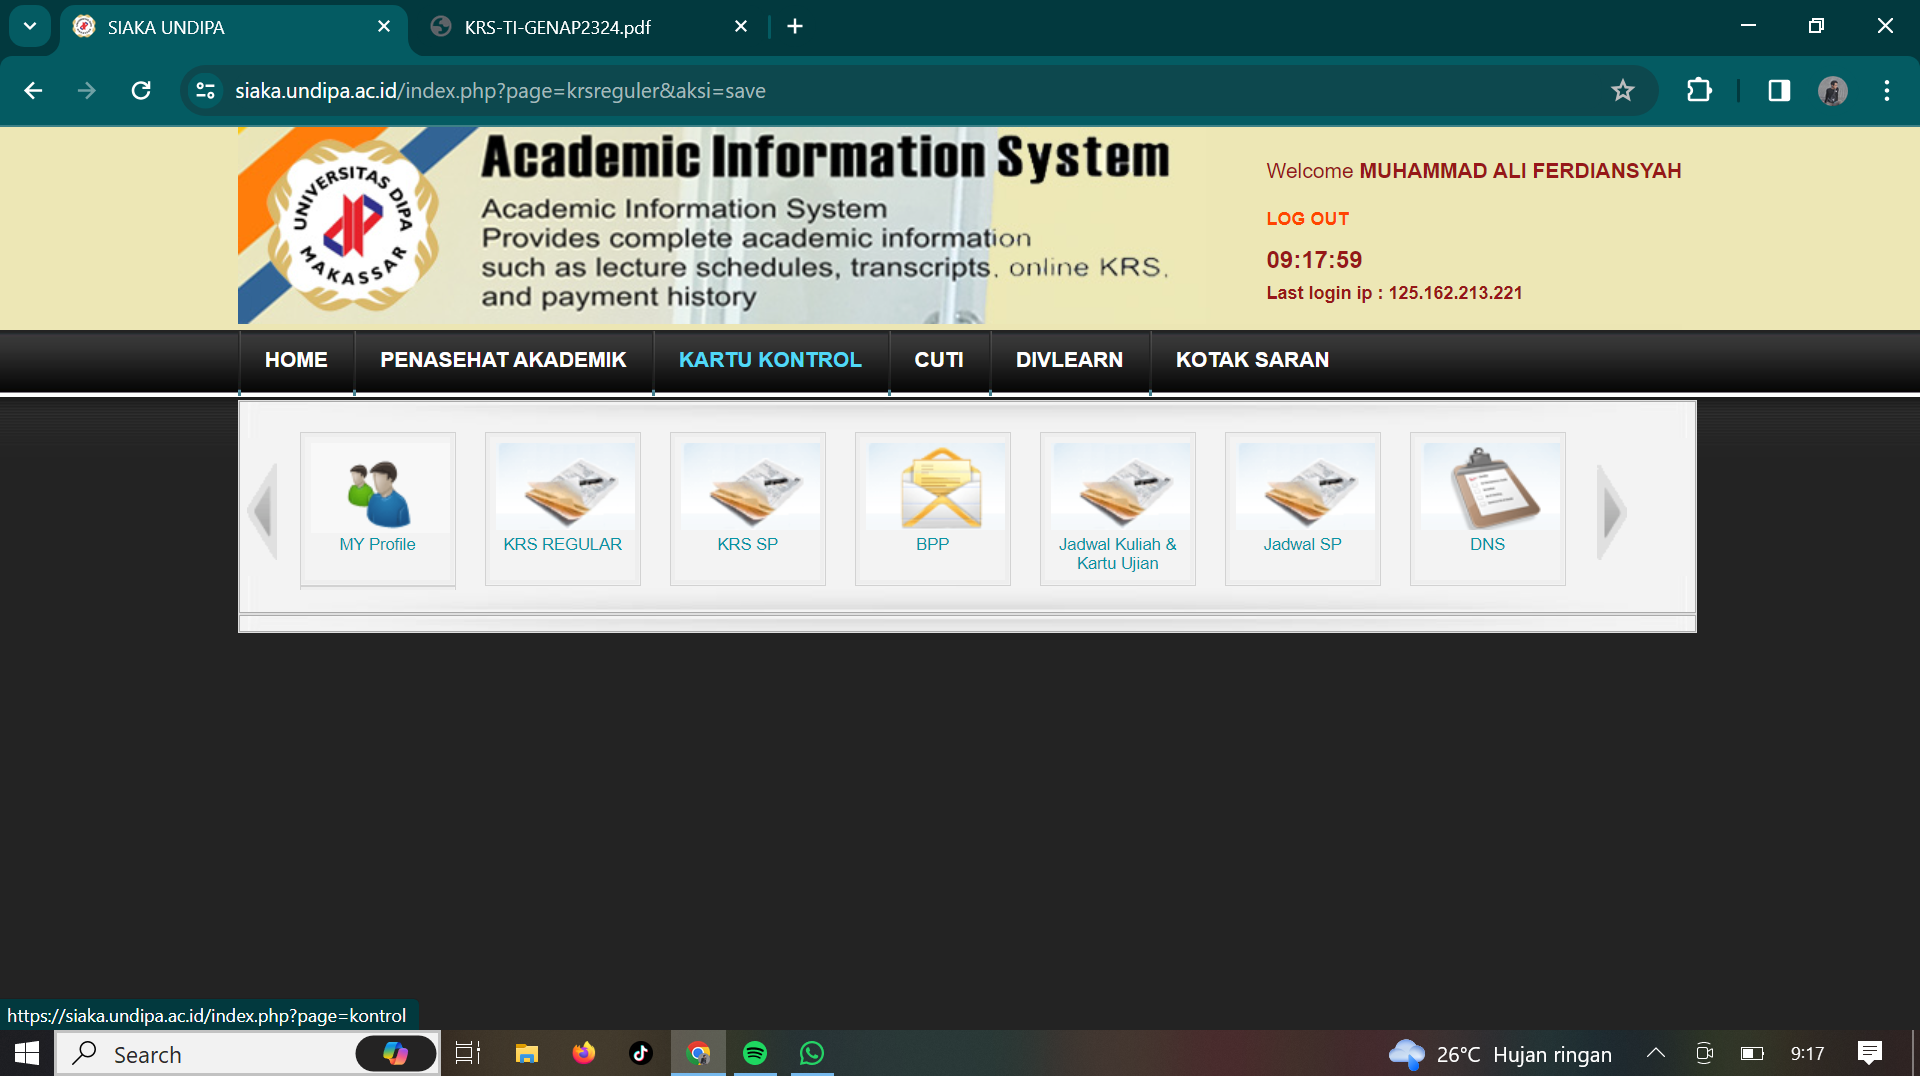 SIAKA UNDIPA
KRS-TI-GENAP2324.pdf
siaka.undipa.ac.id/index.php?page=krsreguler&aksi=save
UNIVERSITAS DIPA
MAKASSAR
Academic Information System
Academic Information System
Provides complete academic information
such as lecture schedules, transcripts, online KRS,
and payment history
Welcome MUHAMMAD ALI FERDIANSYAH
LOG OUT
09:17:59
Last login ip : 125.162.213.221
HOME
PENASEHAT AKADEMIK
KARTU KONTROL
CUTI
DIVLEARN
KOTAK SARAN
MY Profile
KRS REGULAR
KRS SP
BPP
Jadwal Kuliah &
Kartu Ujian
Jadwal SP
DNS
https://siaka.undipa.ac.id/index.php?page=kontrol
Search
26°C Hujan ringan
9:17